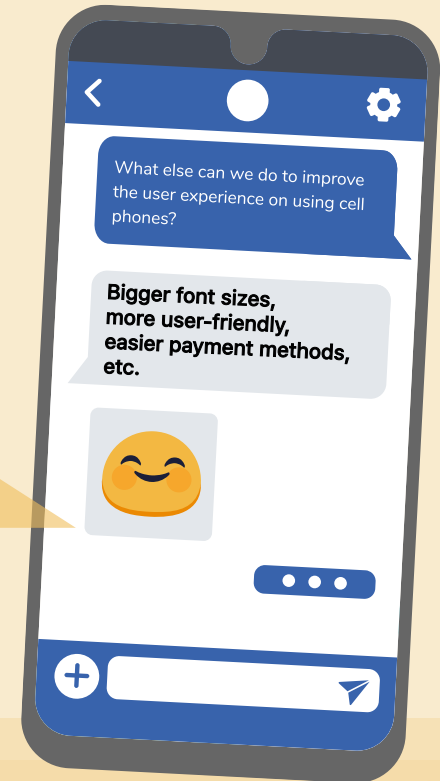 What else can we do to improve
the user experience on using cell
phones?
Bigger font sizes,
more user-friendly,
easier payment methods,
etc.